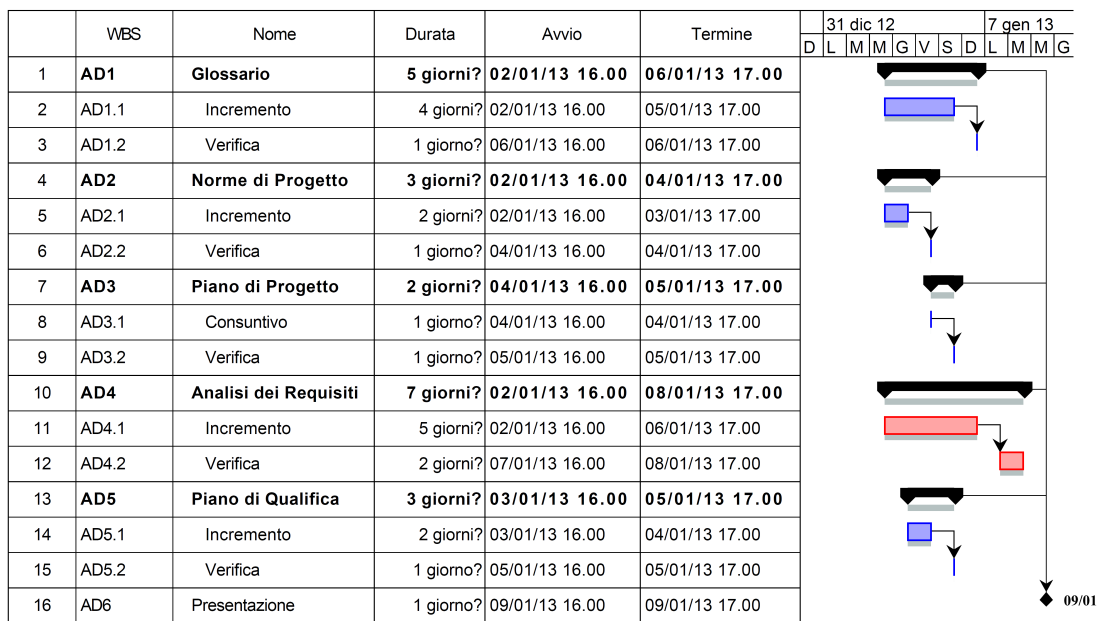 WBS Nome Durata Avvio Termine 31 dic 12 7 gen 13
D L M M G V S D L M M G
1 AD1 Glossario 5 giorni? 02/01/13 16.00 06/01/13 17.00
2 AD1.1 Incremento 4 giorni? 02/01/13 16.00 05/01/13 17.00
3 AD1.2 Verifica 1 giorno? 06/01/13 16.00 06/01/13 17.00
4 AD2 Norme di Progetto 3 giorni? 02/01/13 16.00 04/01/13 17.00
5 AD2.1 Incremento 2 giorni? 02/01/13 16.00 03/01/13 17.00
6 AD2.2 Verifica 1 giorno? 04/01/13 16.00 04/01/13 17.00
7 AD3 Piano di Progetto 2 giorni? 04/01/13 16.00 05/01/13 17.00
8 AD3.1 Consuntivo 1 giorno? 04/01/13 16.00 04/01/13 17.00
9 AD3.2 Verifica 1 giorno? 05/01/13 16.00 05/01/13 17.00
10 AD4 Analisi dei Requisiti 7 giorni? 02/01/13 16.00 08/01/13 17.00
11 AD4.1 Incremento 5 giorni? 02/01/13 16.00 06/01/13 17.00
12 AD4.2 Verifica 2 giorni? 07/01/13 16.00 08/01/13 17.00
13 AD5 Piano di Qualifica 3 giorni? 03/01/13 16.00 05/01/13 17.00
14 AD5.1 Incremento 2 giorni? 03/01/13 16.00 04/01/13 17.00
15 AD5.2 Verifica 1 giorno? 05/01/13 16.00 05/01/13 17.00
16 AD6 Presentazione 1 giorno? 09/01/13 16.00 09/01/13 17.00 09/01